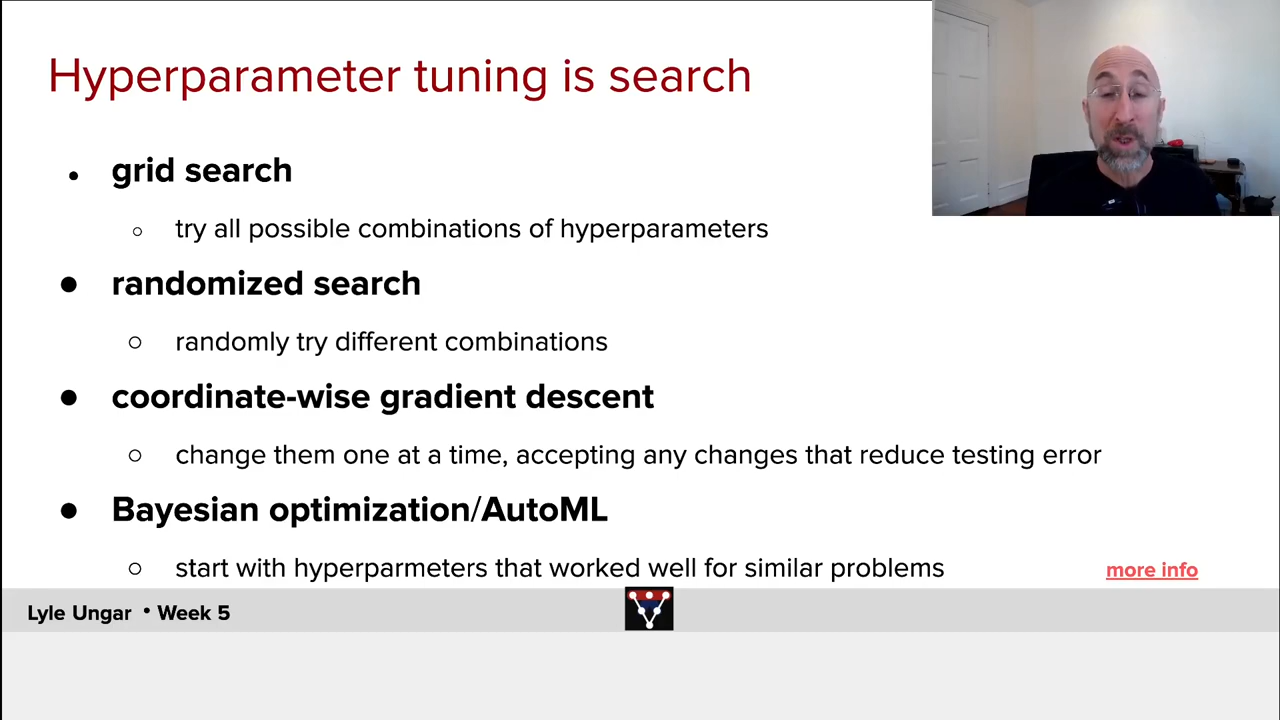 Hyperparameter tuning is search
• grid search
○ try all possible combinations of hyperparameters
● randomized search
○ randomly try different combinations
● coordinate-wise gradient descent
○ change them one at a time, accepting any changes that reduce testing error
● Bayesian optimization/AutoML
○ start with hyperparmeters that worked well for similar problems
more info
Lyle Ungar • Week 5